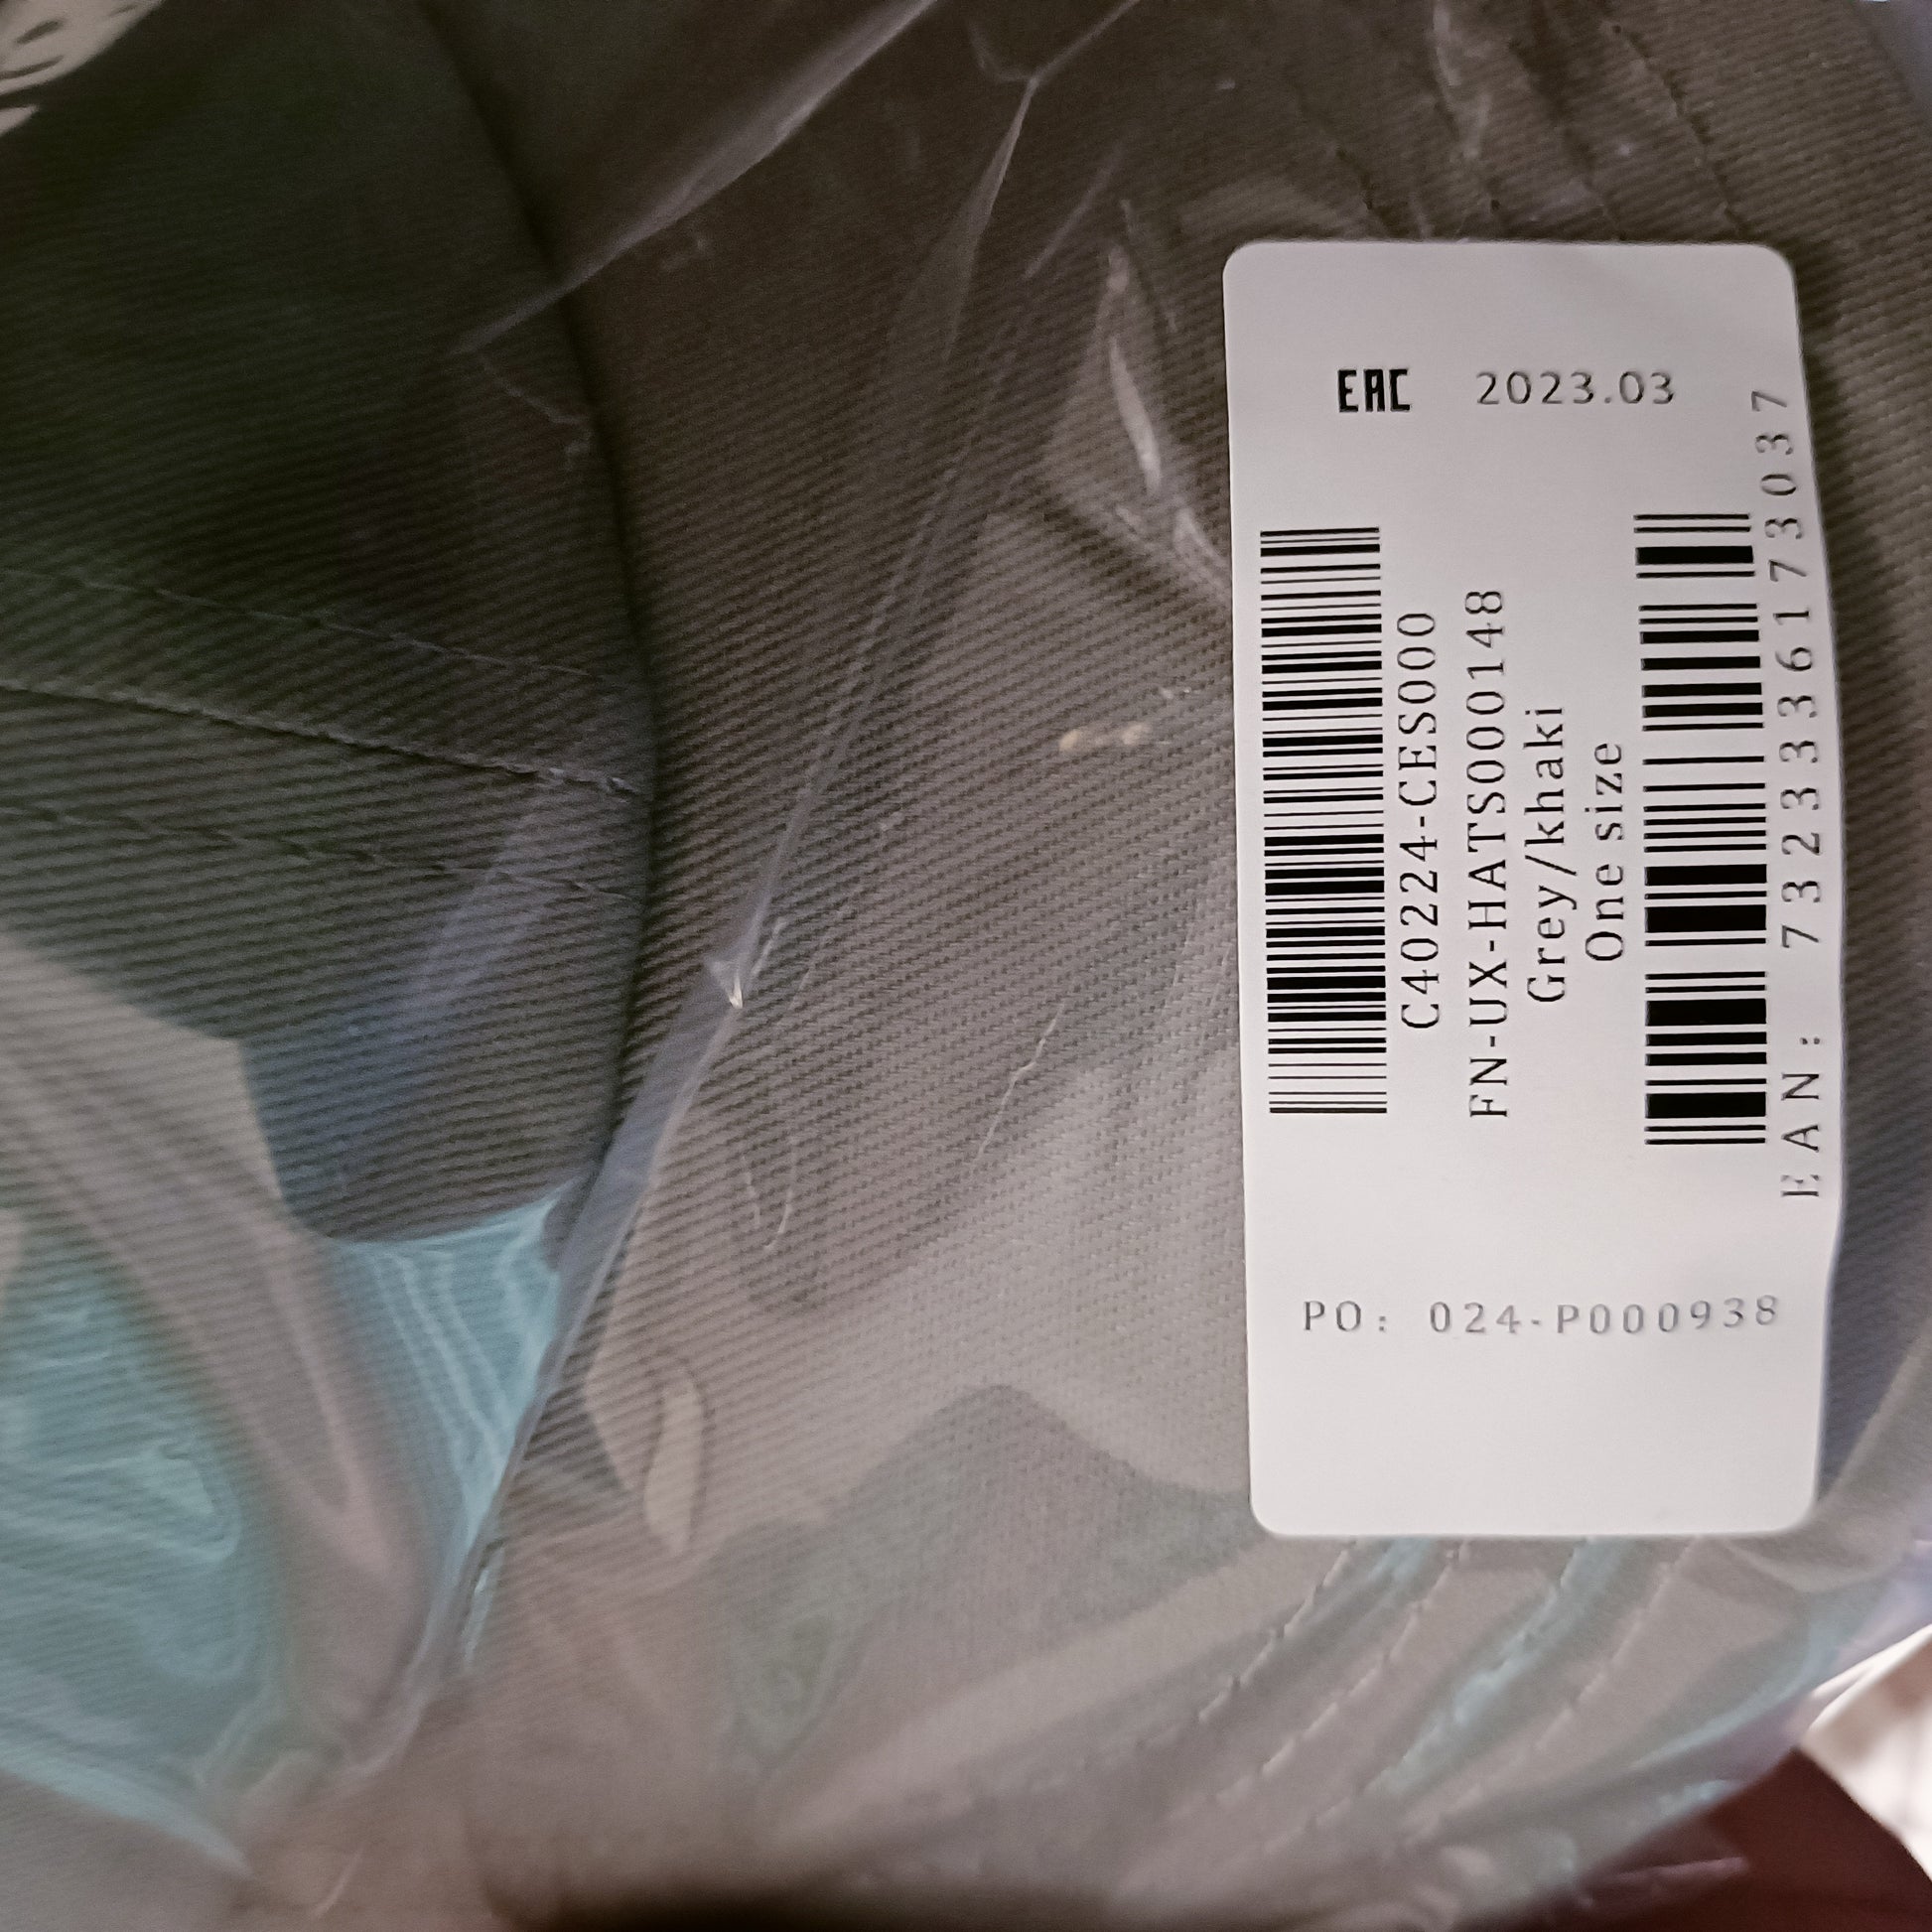 EAC 2023.03
C40224-CES000
FN-UX-HATS000148
Grey/khaki
One size
EAN: 7323336173037
PO: 024-P000938